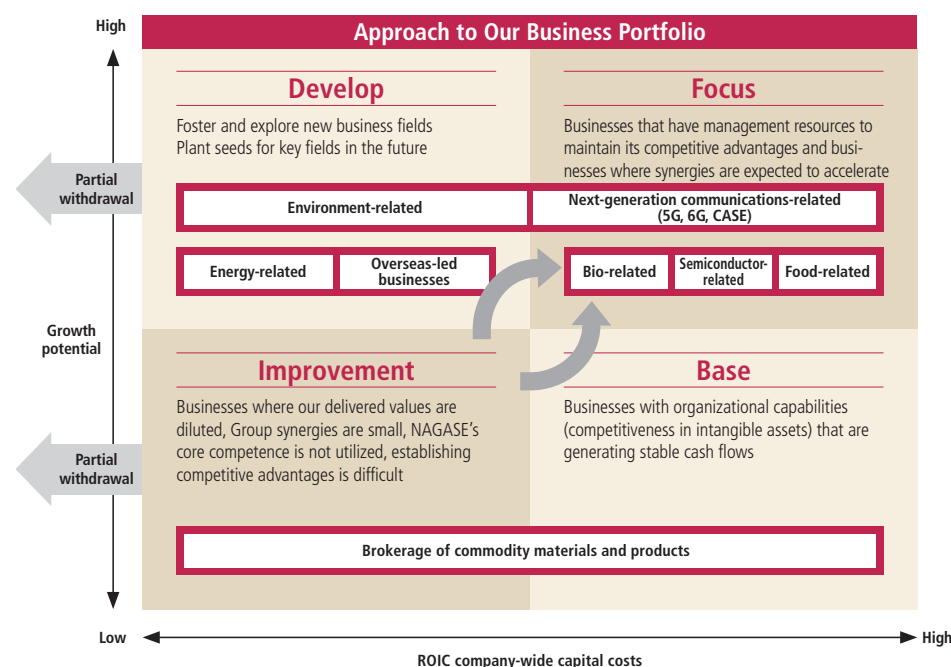 High
Approach to Our Business Portfolio
Develop
Foster and explore new business fields
Plant seeds for key fields in the future
Focus
Businesses that have management resources to
maintain its competitive advantages and busi-
nesses where synergies are expected to accelerate
Partial
withdrawal
Environment-related
Next-generation communications-related
(5G, 6G, CASE)
Energy-related
Overseas-led
businesses
Bio-related
Semiconductor-
related
Food-related
Growth
potential
Improvement
Businesses where our delivered values are
diluted, Group synergies are small, NAGASE's
core competence is not utilized, establishing
competitive advantages is difficult
Base
Businesses with organizational capabilities
(competitiveness in intangible assets) that are
generating stable cash flows
Partial
withdrawal
Brokerage of commodity materials and products
Low
High
ROIC company-wide capital costs